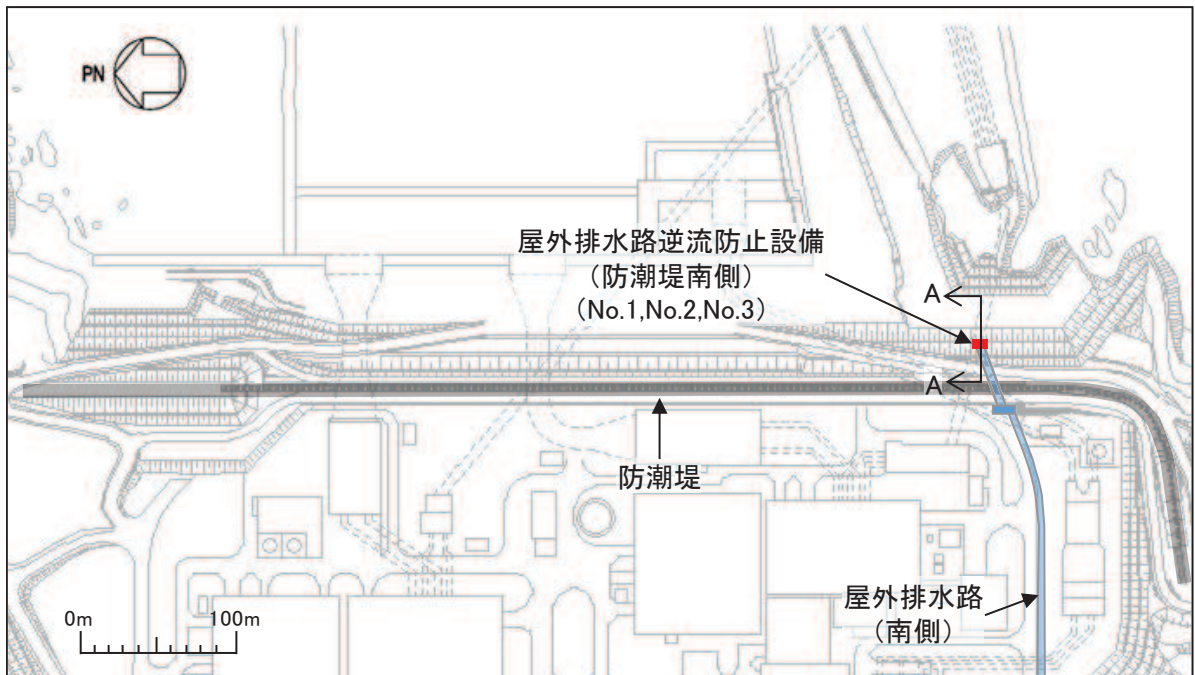 PN
屋外排水路逆流防止設備
（防潮堤南側）
（No.1,No.2,No.3）
A
A
防潮堤
屋外排水路
（南側）
0m 100m